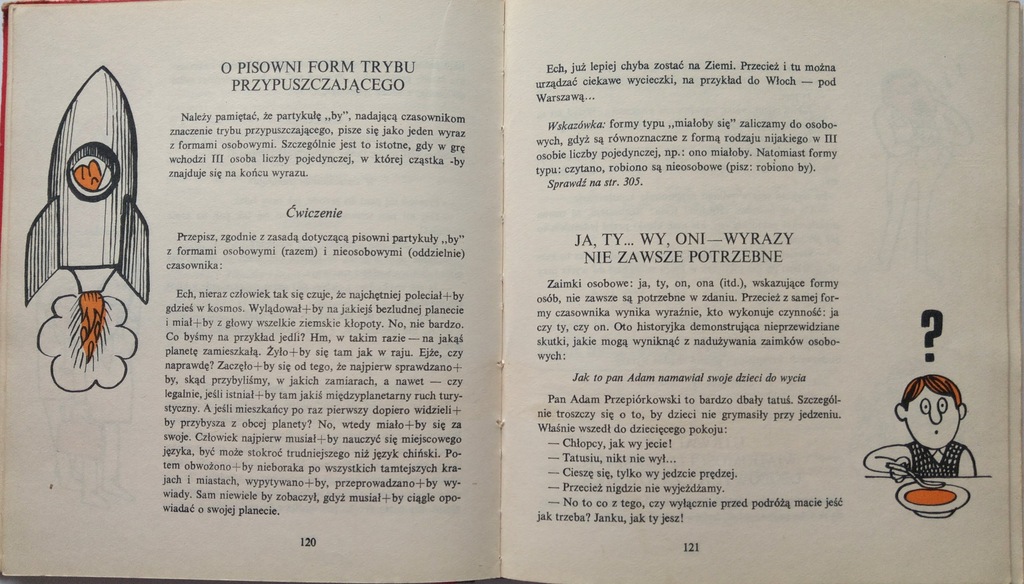 O PISOWNI FORM TRYBU
PRZYPUSZCZAJĄCEGO
Należy pamiętać, że partykułę „by”, nadającą czasownikom
znaczenie trybu przypuszczającego, pisze się jako jeden wyraz
z formami osobowymi. Szczególnie jest to istotne, gdy w grę
wchodzi III osoba liczby pojedynczej, w której cząstka -by
znajduje się na końcu wyrazu.
Ćwiczenie
Przepisz, zgodnie z zasadą dotyczącą pisowni partykuły „by”
z formami osobowymi (razem) i nieosobowymi (oddzielnie)
czasownika:
Ech, nieraz człowiek tak się czuje, że najchętniej poleciał+by
gdzieś w kosmos. Wylądował+by na jakiejś bezludnej planecie
i miał+by z głowy wszelkie ziemskie kłopoty. No, nie bardzo.
Co byśmy na przykład jedli? Hm, w takim razie — na jakąś
planetę zamieszkałą. Żyło+by się tam jak w raju. Ejże, czy
naprawdę? Zaczęło+by się od tego, że najpierw sprawdzano+
by, skąd przybyliśmy, w jakich zamiarach, a nawet — czy
legalnie, jeśli istniał+by tam jakiś międzyplanetarny ruch tury-
styczny. A jeśli mieszkańcy po raz pierwszy dopiero widzieli+
by przybysza z obcej planety? No, wtedy miało+by się za
swoje. Człowiek najpierw musiał+by nauczyć się miejscowego
języka, być może stokroć trudniejszego niż język chiński. Po-
tem obwożono+by nieboraka po wszystkich tamtejszych kra-
jach i miastach, wypytywano+by, przeprowadzano+by wy-
wiady. Sam niewiele by zobaczył, gdyż musiał+by ciągle opo-
wiadać o swojej planecie.
120
Ech, już lepiej chyba zostać na Ziemi. Przecież i tu można
urządzać ciekawe wycieczki, na przykład do Włoch — pod
Warszawą...
Wskazówka: formy typu „miałoby się” zaliczamy do osobo-
wych, gdyż są równoznaczne z formą rodzaju nijakiego w III
osobie liczby pojedynczej, np.: ono miałoby. Natomiast formy
typu: czytano, robiono są nieosobowe (pisz: robiono by).
Sprawdź na str. 305.
JA, TY... WY, ONI — WYRAZY
NIE ZAWSZE POTRZEBNE
Zaimki osobowe: ja, ty, on, ona (itd.), wskazujące formy
osób, nie zawsze są potrzebne w zdaniu. Przecież z samej for-
my czasownika wynika wyraźnie, kto wykonuje czynność: ja
czy ty, czy on. Oto historyjka demonstrująca nieprzewidziane
skutki, jakie mogą wyniknąć z nadużywania zaimków osobo-
wych:
Jak to pan Adam namawiał swoje dzieci do wycia
Pan Adam Przepiórkowski to bardzo dbały tatuś. Szczegól-
nie troszczy się o to, by dzieci nie grymasiły przy jedzeniu.
Właśnie wszedł do dziecięcego pokoju:
— Chłopcy, jak wy jecie!
— Tatusiu, nikt nie wył...
— Cieszę się, tylko wy jedzcie prędzej.
— Przecież nigdzie nie wyjeżdżamy.
— No to co z tego, czy wyłącznie przed podróżą macie jeść
jak trzeba? Janku, jak ty jesz!
121
?